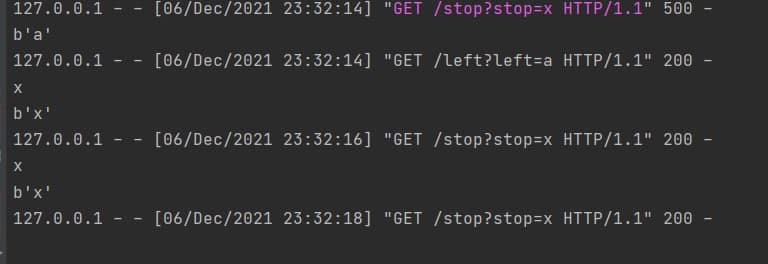 127.0.0.1 - - [06/Dec/2021 23:32:14] "GET /stop?stop=x HTTP/1.1" 500 -
b'a'
127.0.0.1 - - [06/Dec/2021 23:32:14] "GET /left?left=a HTTP/1.1" 200 -
x
b'x'
127.0.0.1 - - [06/Dec/2021 23:32:16] "GET /stop?stop=x HTTP/1.1" 200 -
x
b'x'
127.0.0.1 - - [06/Dec/2021 23:32:18] "GET /stop?stop=x HTTP/1.1" 200 -